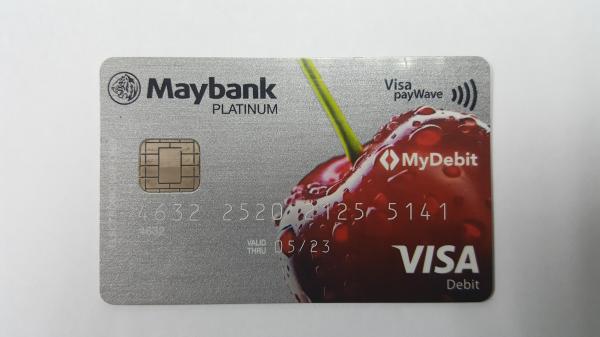 Maybank
PLATINUM
Visa
payWave
MyDebit
4632 2520 2125 5141
4632
VALID
THRU 05/23
VISA
Debit